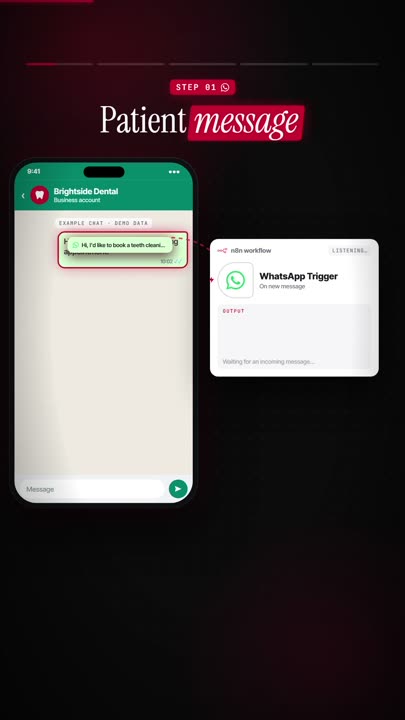 STEP 01
Patient message
9:41
Brightside Dental
Business account
EXAMPLE CHAT · DEMO DATA
Hi, I'd like to book a teeth cleani...
10:02
n8n workflow
LISTENING…
WhatsApp Trigger
On new message
OUTPUT
Waiting for an incoming message...
Message